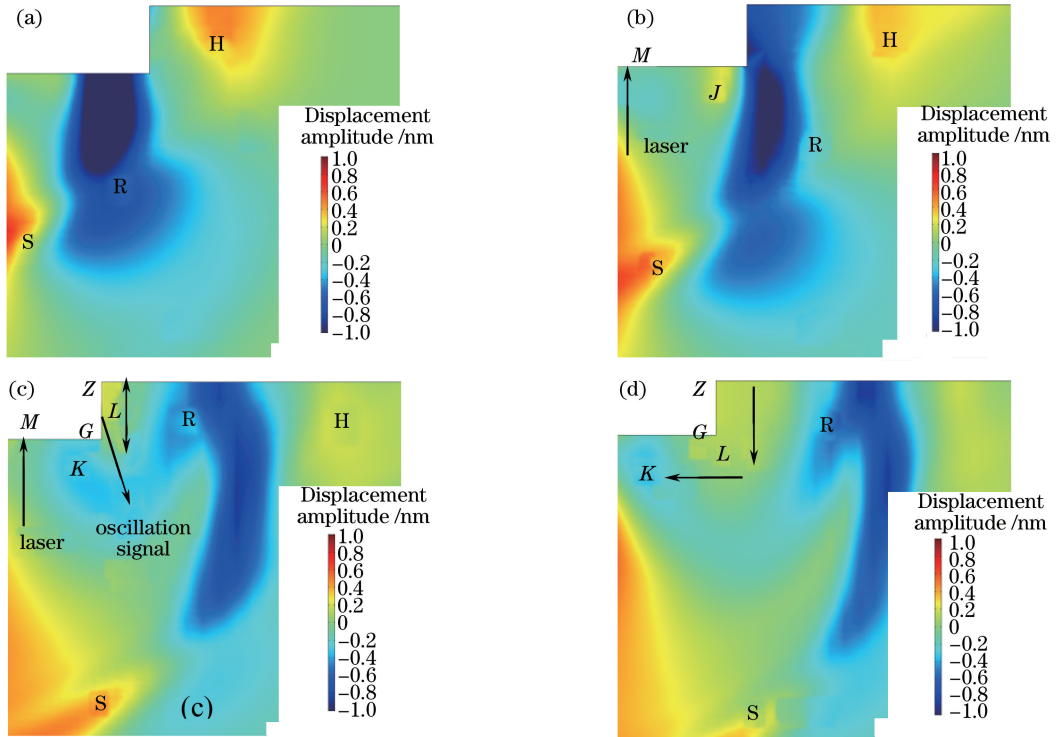 (a)
H
R
S
Displacement
amplitude /nm
1.0
0.8
0.6
0.4
0.2
0
−0.2
−0.4
−0.6
−0.8
−1.0
(b)
M
H
J
laser
R
S
Displacement
amplitude /nm
1.0
0.8
0.6
0.4
0.2
0
−0.2
−0.4
−0.6
−0.8
−1.0
(c)
Z
L
R
M
G
H
K
oscillation
signal
laser
S
(c)
Displacement
amplitude /nm
1.0
0.8
0.6
0.4
0.2
0
−0.2
−0.4
−0.6
−0.8
−1.0
(d)
Z
R
G
L
K
S
Displacement
amplitude /nm
1.0
0.8
0.6
0.4
0.2
0
−0.2
−0.4
−0.6
−0.8
−1.0